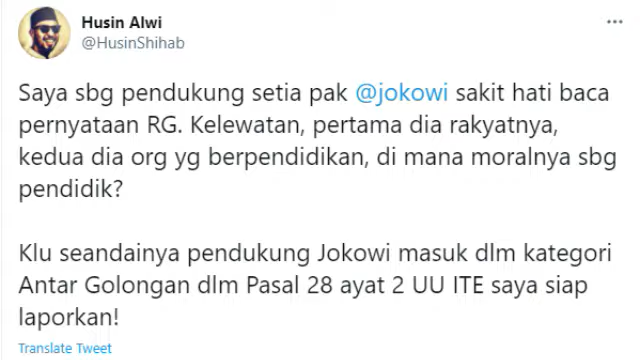 Husin Alwi
@HusinShihab
Saya sbg pendukung setia pak @jokowi sakit hati baca
pernyataan RG. Kelewatan, pertama dia rakyatnya,
kedua dia org yg berpendidikan, di mana moralnya sbg
pendidik?
Klu seandainya pendukung Jokowi masuk dlm kategori
Antar Golongan dlm Pasal 28 ayat 2 UU ITE saya siap
laporkan!
Translate Tweet